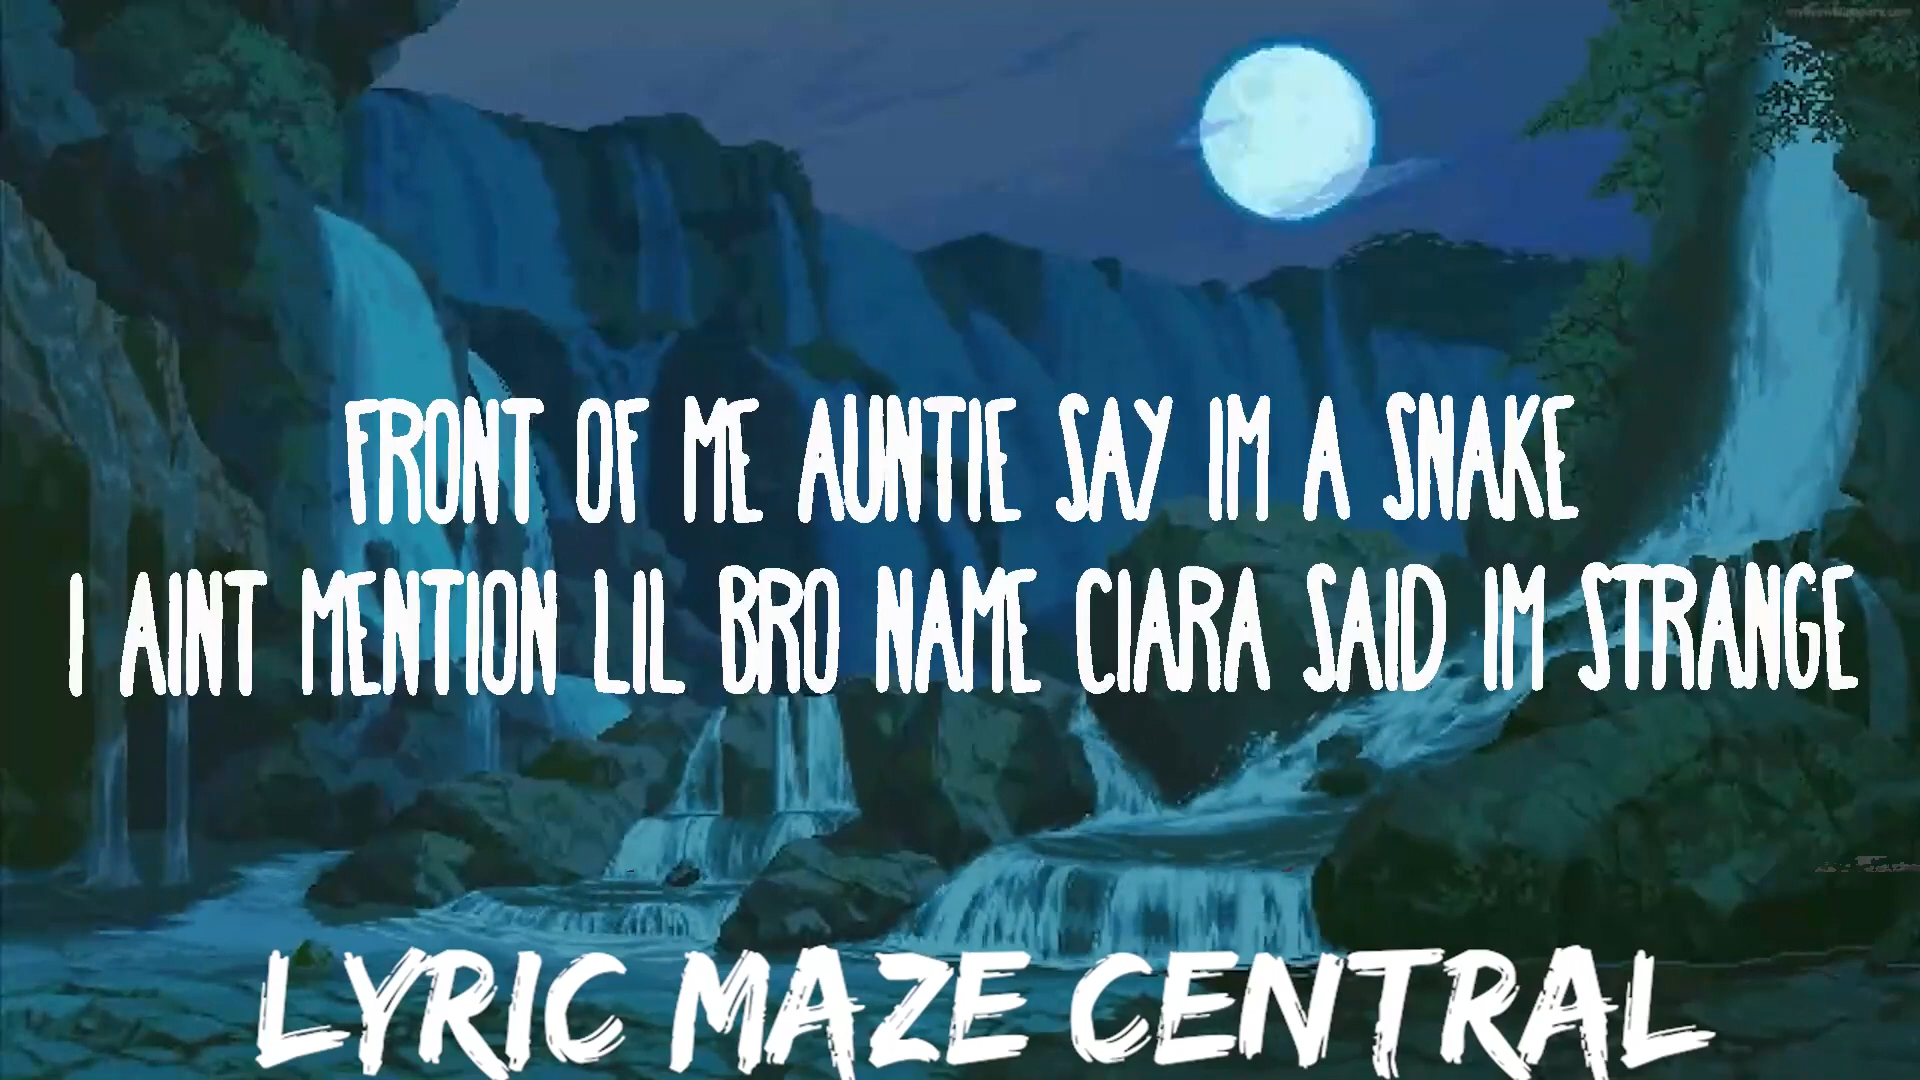 FRONT OF ME AUNTIE SAY IM A SNAKE
I AINT MENTION LIL BRO NAME CIARA SAID IM STRANGE
LYRIC MAZE CENTRAL